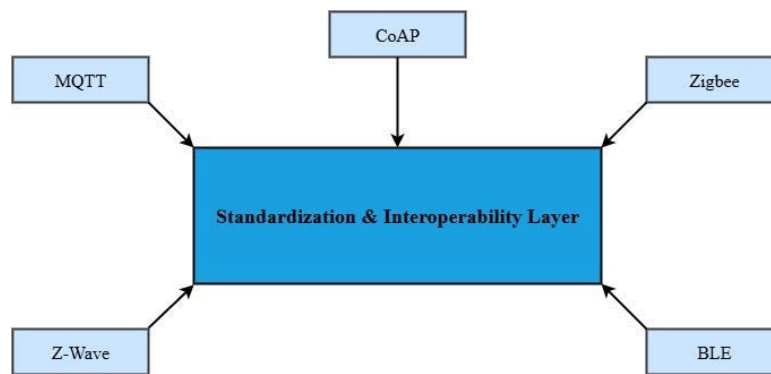 CoAP
MQTT
Zigbee
Standardization & Interoperability Layer
Z-Wave
BLE